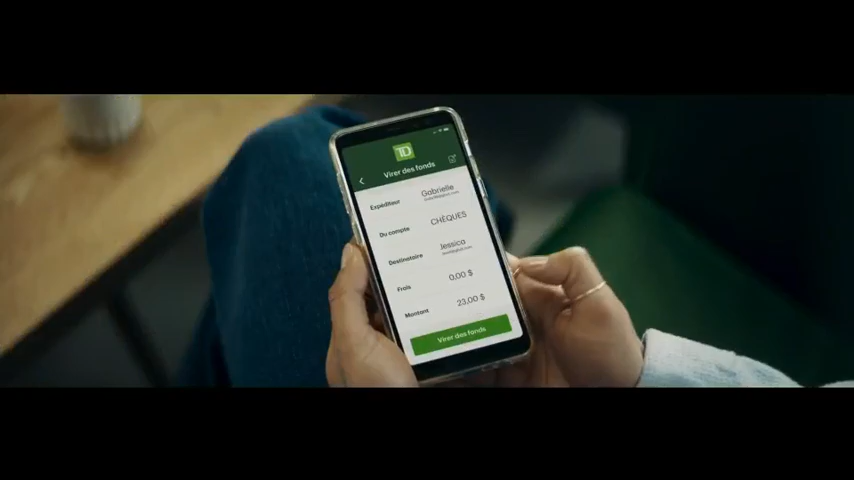 TD
Virer des fonds
Expéditeur Gabrielle
Du compte CHÈQUES
Destinataire Jessica
Frais 0,00 $
Montant 23,00 $
Virer des fonds